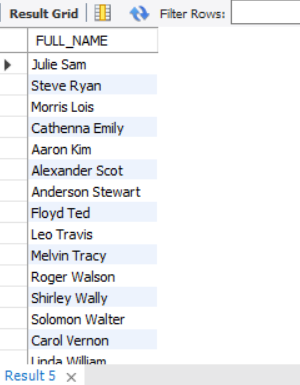 Result Grid Filter Rows:
FULL_NAME
Julie Sam
Steve Ryan
Morris Lois
Cathenna Emily
Aaron Kim
Alexander Scot
Anderson Stewart
Floyd Ted
Leo Travis
Melvin Tracy
Roger Walson
Shirley Wally
Solomon Walter
Carol Vernon
Linda William
Result 5 ×